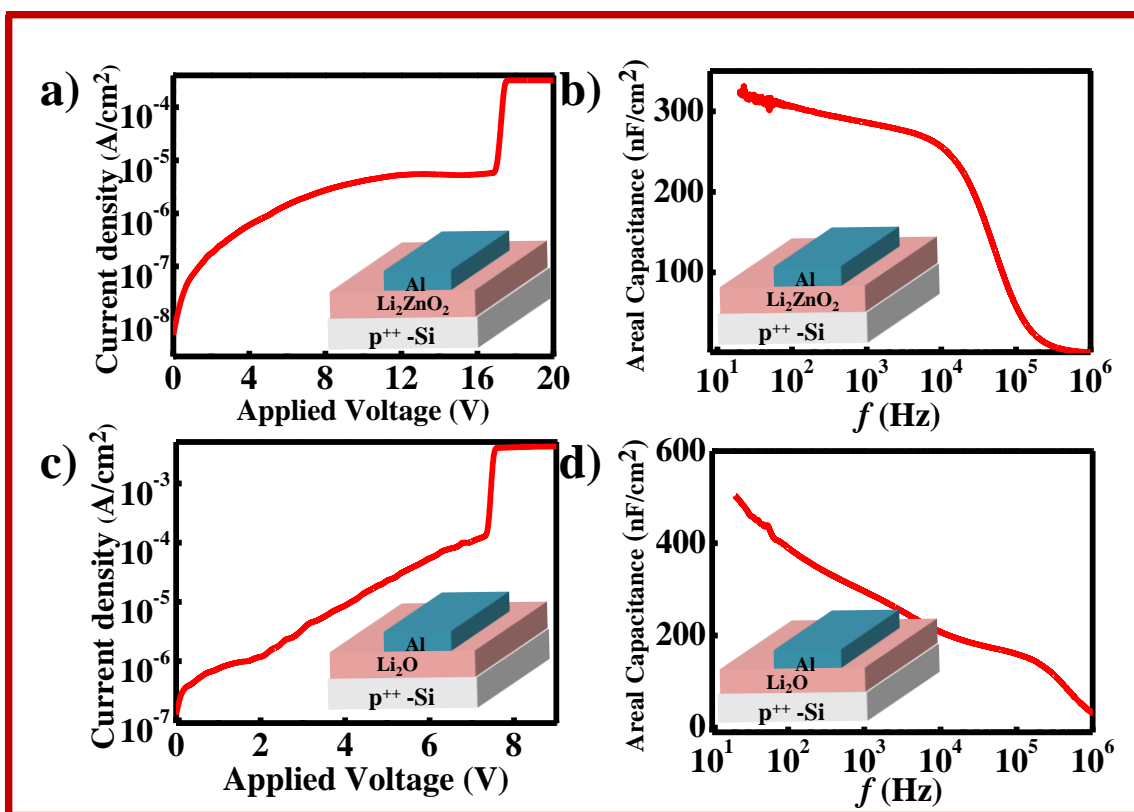 a)
Current density (A/cm²)
10⁻⁴
10⁻⁵
10⁻⁶
10⁻⁷
10⁻⁸
Al
Li₂ZnO₂
p⁺⁺ -Si
0 4 8 12 16 20
Applied Voltage (V)
b)
Areal Capacitance (nF/cm²)
300
200
100
Al
Li₂ZnO₂
p⁺⁺ -Si
10¹ 10² 10³ 10⁴ 10⁵ 10⁶
f (Hz)
c)
Current density (A/cm²)
10⁻³
10⁻⁴
10⁻⁵
10⁻⁶
10⁻⁷
Al
Li₂O
p⁺⁺ -Si
0 2 4 6 8
Applied Voltage (V)
d)
Areal Capacitance (nF/cm²)
600
400
200
0
Al
Li₂O
p⁺⁺ -Si
10¹ 10² 10³ 10⁴ 10⁵ 10⁶
f (Hz)